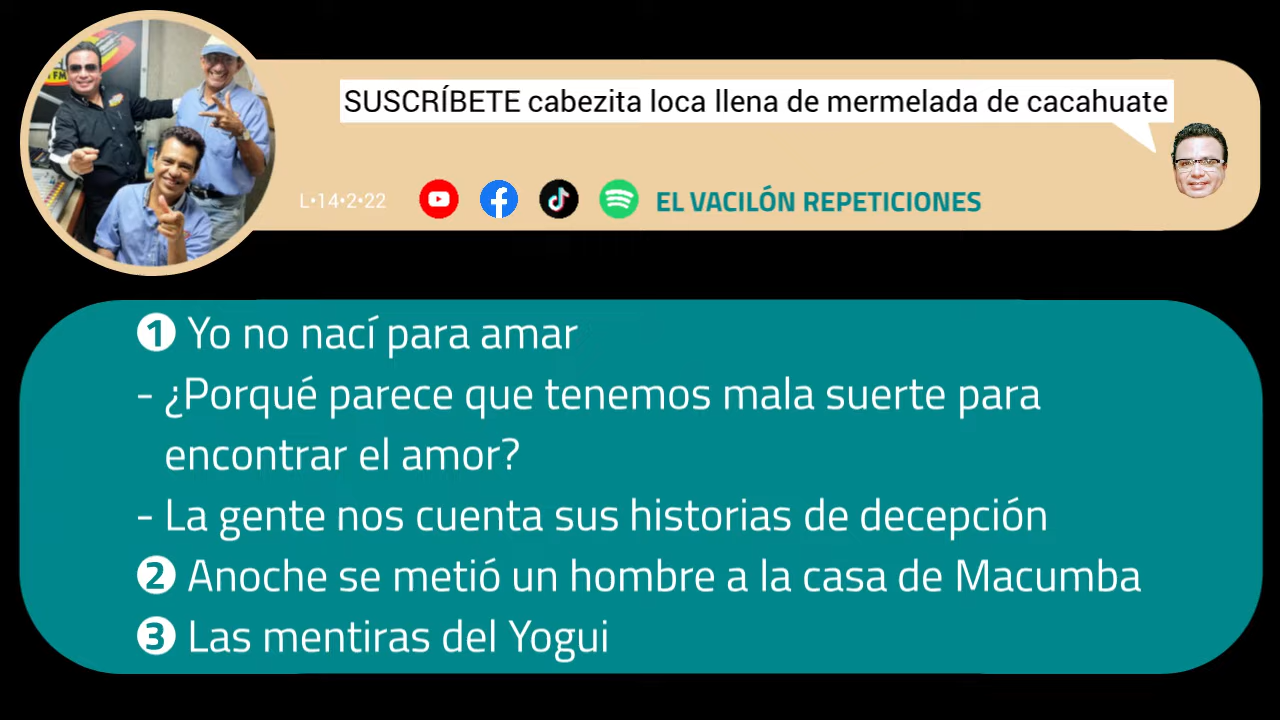 SUSCRÍBETE cabezita loca llena de mermelada de cacahuate
L•14•2•22
EL VACILÓN REPETICIONES
FM
❶ Yo no nací para amar
- ¿Porqué parece que tenemos mala suerte para
encontrar el amor?
- La gente nos cuenta sus historias de decepción
❷ Anoche se metió un hombre a la casa de Macumba
❸ Las mentiras del Yogui